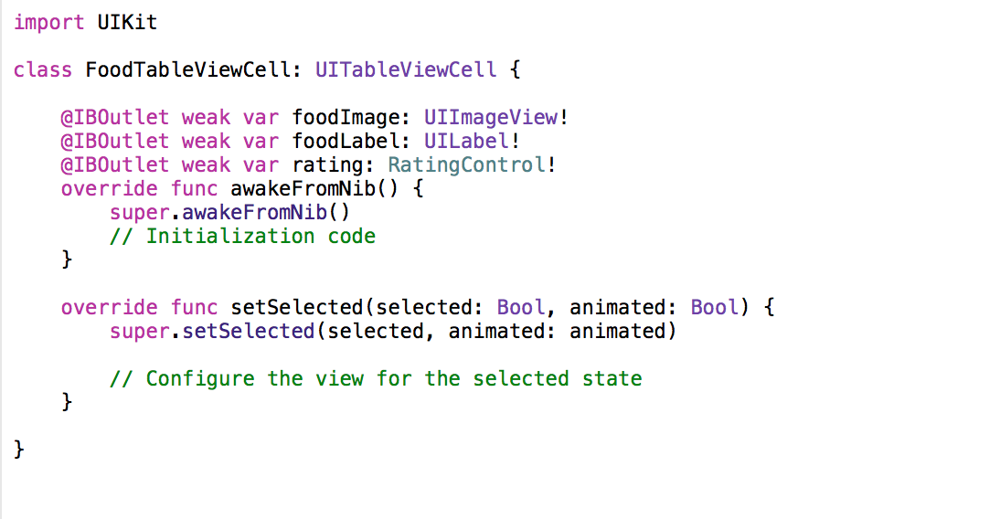 import UIKit
class FoodTableViewCell: UITableViewCell {
@IBOutlet weak var foodImage: UIImageView!
@IBOutlet weak var foodLabel: UILabel!
@IBOutlet weak var rating: RatingControl!
override func awakeFromNib() {
super.awakeFromNib()
// Initialization code
}
override func setSelected(selected: Bool, animated: Bool) {
super.setSelected(selected, animated: animated)
// Configure the view for the selected state
}
}